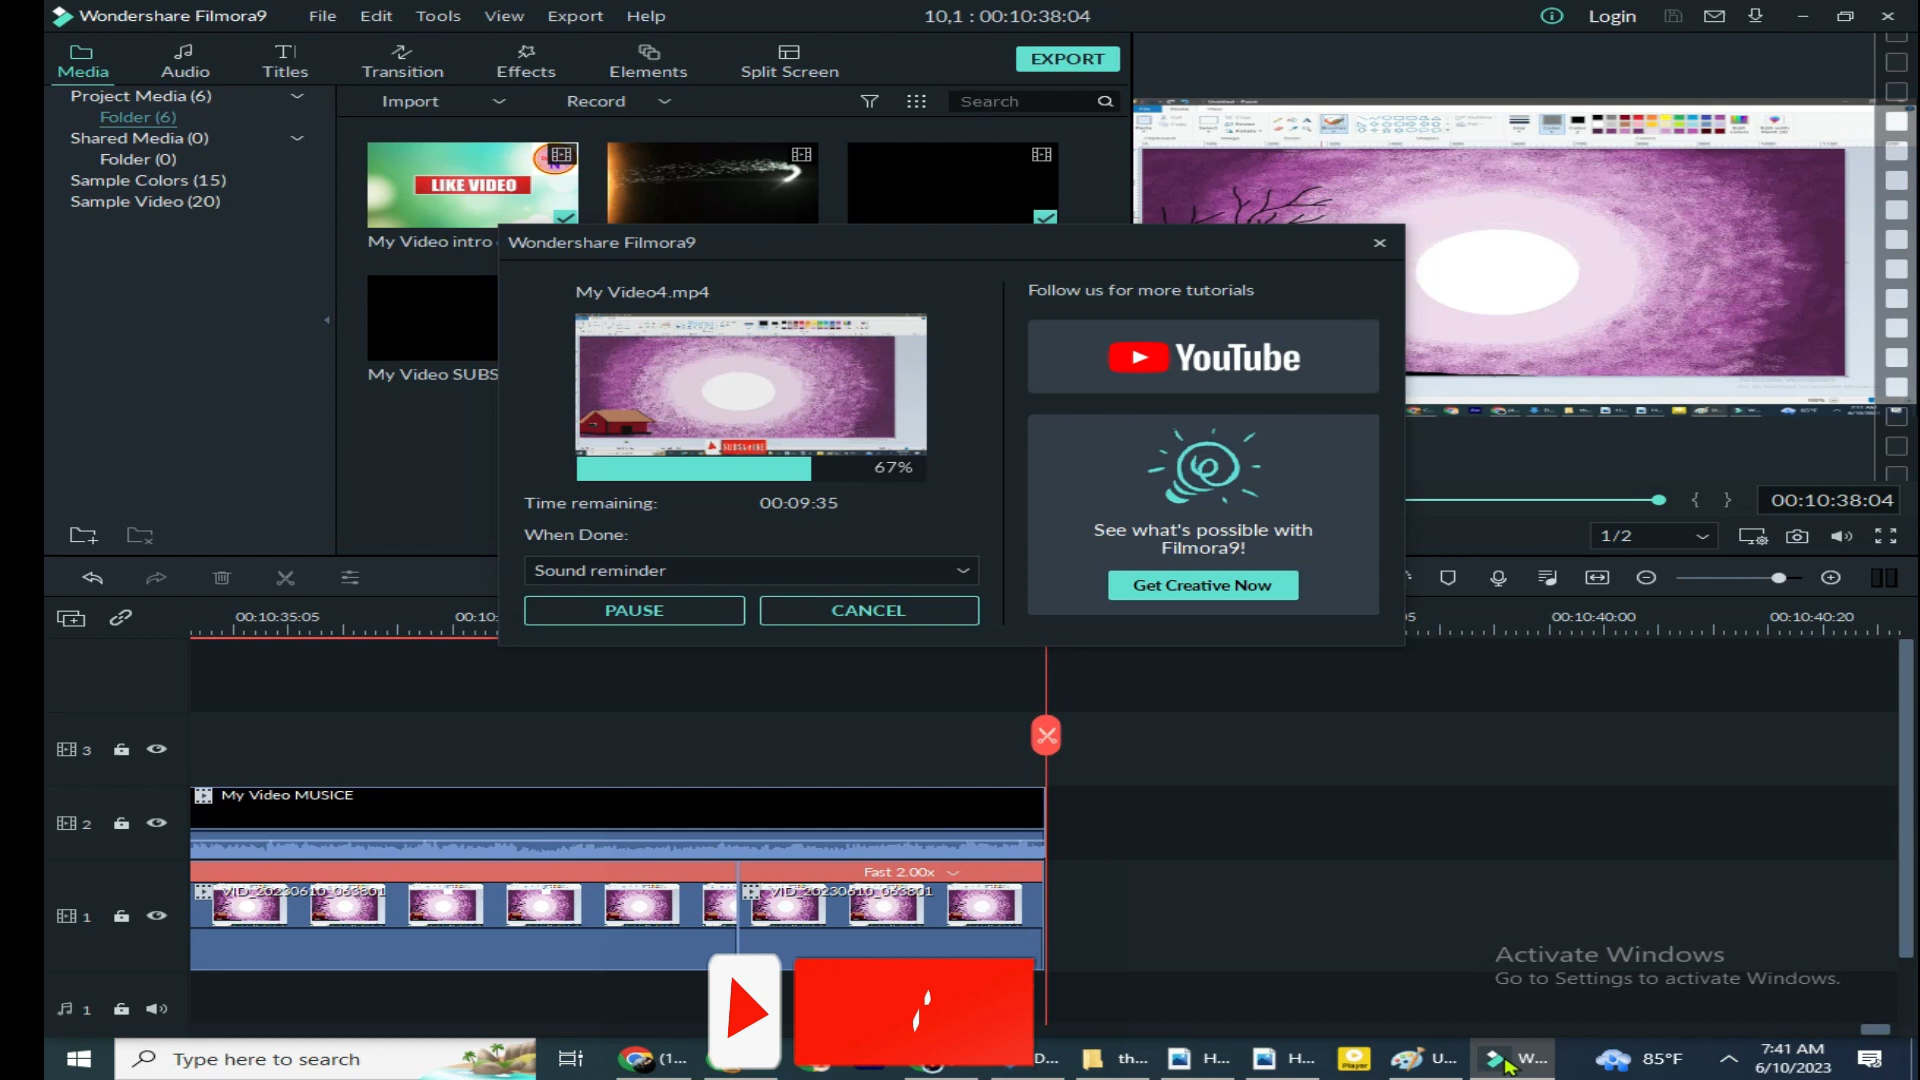 Wondershare Filmora9 File Edit Tools View Export Help 10,1 : 00:10:38:04 Login
Media Audio Titles Transition Effects Elements Split Screen EXPORT
Project Media (6)
Folder (6)
Shared Media (0)
Folder (0)
Sample Colors (15)
Sample Video (20)
Import Record Search
LIKE VIDEO
My Video intro
My Video SUBS
Wondershare Filmora9
My Video4.mp4
SUBSCRIBE
67%
Time remaining: 00:09:35
When Done:
Sound reminder
PAUSE CANCEL
Follow us for more tutorials
YouTube
See what's possible with
Filmora9!
Get Creative Now
00:10:38:04
1/2
00:10:35:05 00:10: 00:10:40:00 00:10:40:20
3
2
My Video MUSICE
Fast 2.00x
1
VID_20230610_063801 VID_20230610_063801
1
Activate Windows
Go to Settings to activate Windows.
Type here to search (1... D... th... H... H... Player U... W... 85°F 7:41 AM
6/10/2023